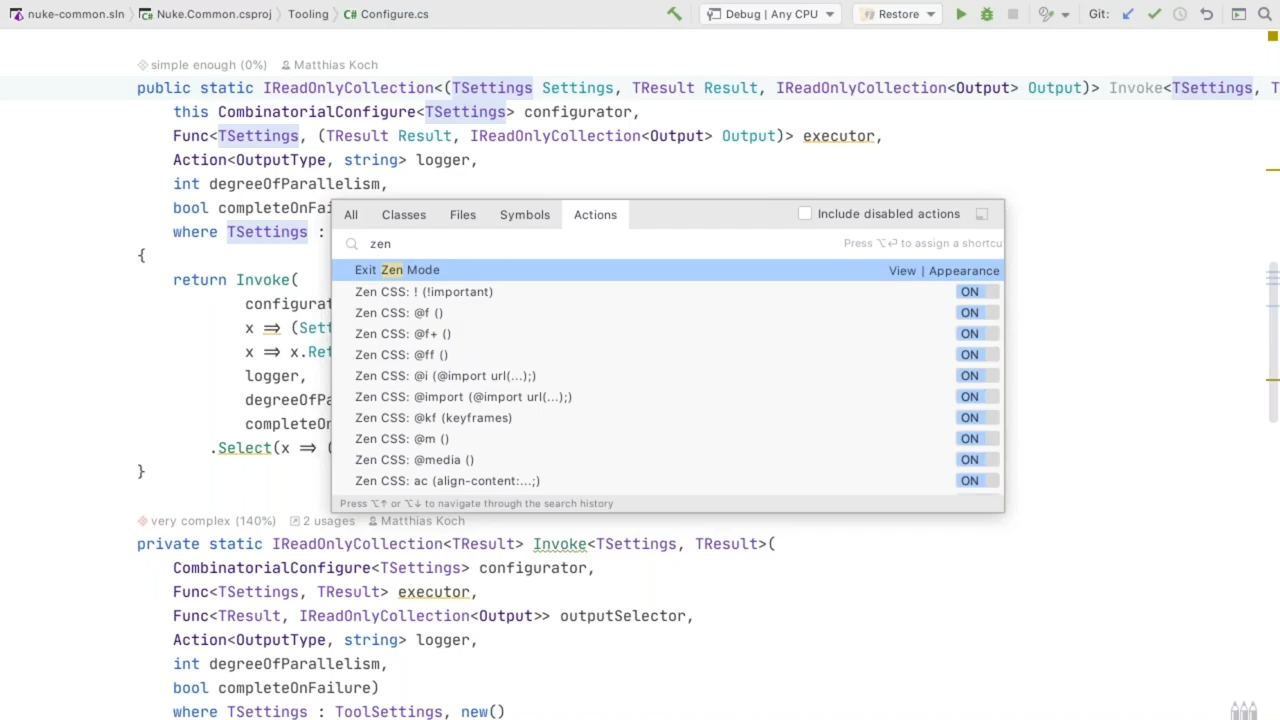 nuke-common.sln Nuke.Common.csproj Tooling Configure.cs Debug | Any CPU Restore Git:
simple enough (0%) Matthias Koch
public static IReadOnlyCollection<(TSettings Settings, TResult Result, IReadOnlyCollection<Output> Output)> Invoke<TSettings, T
this CombinatorialConfigure<TSettings> configurator,
Func<TSettings, (TResult Result, IReadOnlyCollection<Output> Output)> executor,
Action<OutputType, string> logger,
int degreeOfParallelism,
bool completeOnFai
where TSettings :
{
return Invoke(
configurat
x => (Sett
x => x.Ret
logger,
degreeOfPa
completeOn
.Select(x => (
}
All Classes Files Symbols Actions Include disabled actions
zen Press ⌥⏎ to assign a shortcu
Exit Zen Mode View | Appearance
Zen CSS: ! (!important) ON
Zen CSS: @f () ON
Zen CSS: @f+ () ON
Zen CSS: @ff () ON
Zen CSS: @i (@import url(...);) ON
Zen CSS: @import (@import url(...);) ON
Zen CSS: @kf (keyframes) ON
Zen CSS: @m () ON
Zen CSS: @media () ON
Zen CSS: ac (align-content:...;) ON
Press ⌥↑ or ⌥↓ to navigate through the search history
very complex (140%) 2 usages Matthias Koch
private static IReadOnlyCollection<TResult> Invoke<TSettings, TResult>(
CombinatorialConfigure<TSettings> configurator,
Func<TSettings, TResult> executor,
Func<TResult, IReadOnlyCollection<Output>> outputSelector,
Action<OutputType, string> logger,
int degreeOfParallelism,
bool completeOnFailure)
where TSettings : ToolSettings, new()